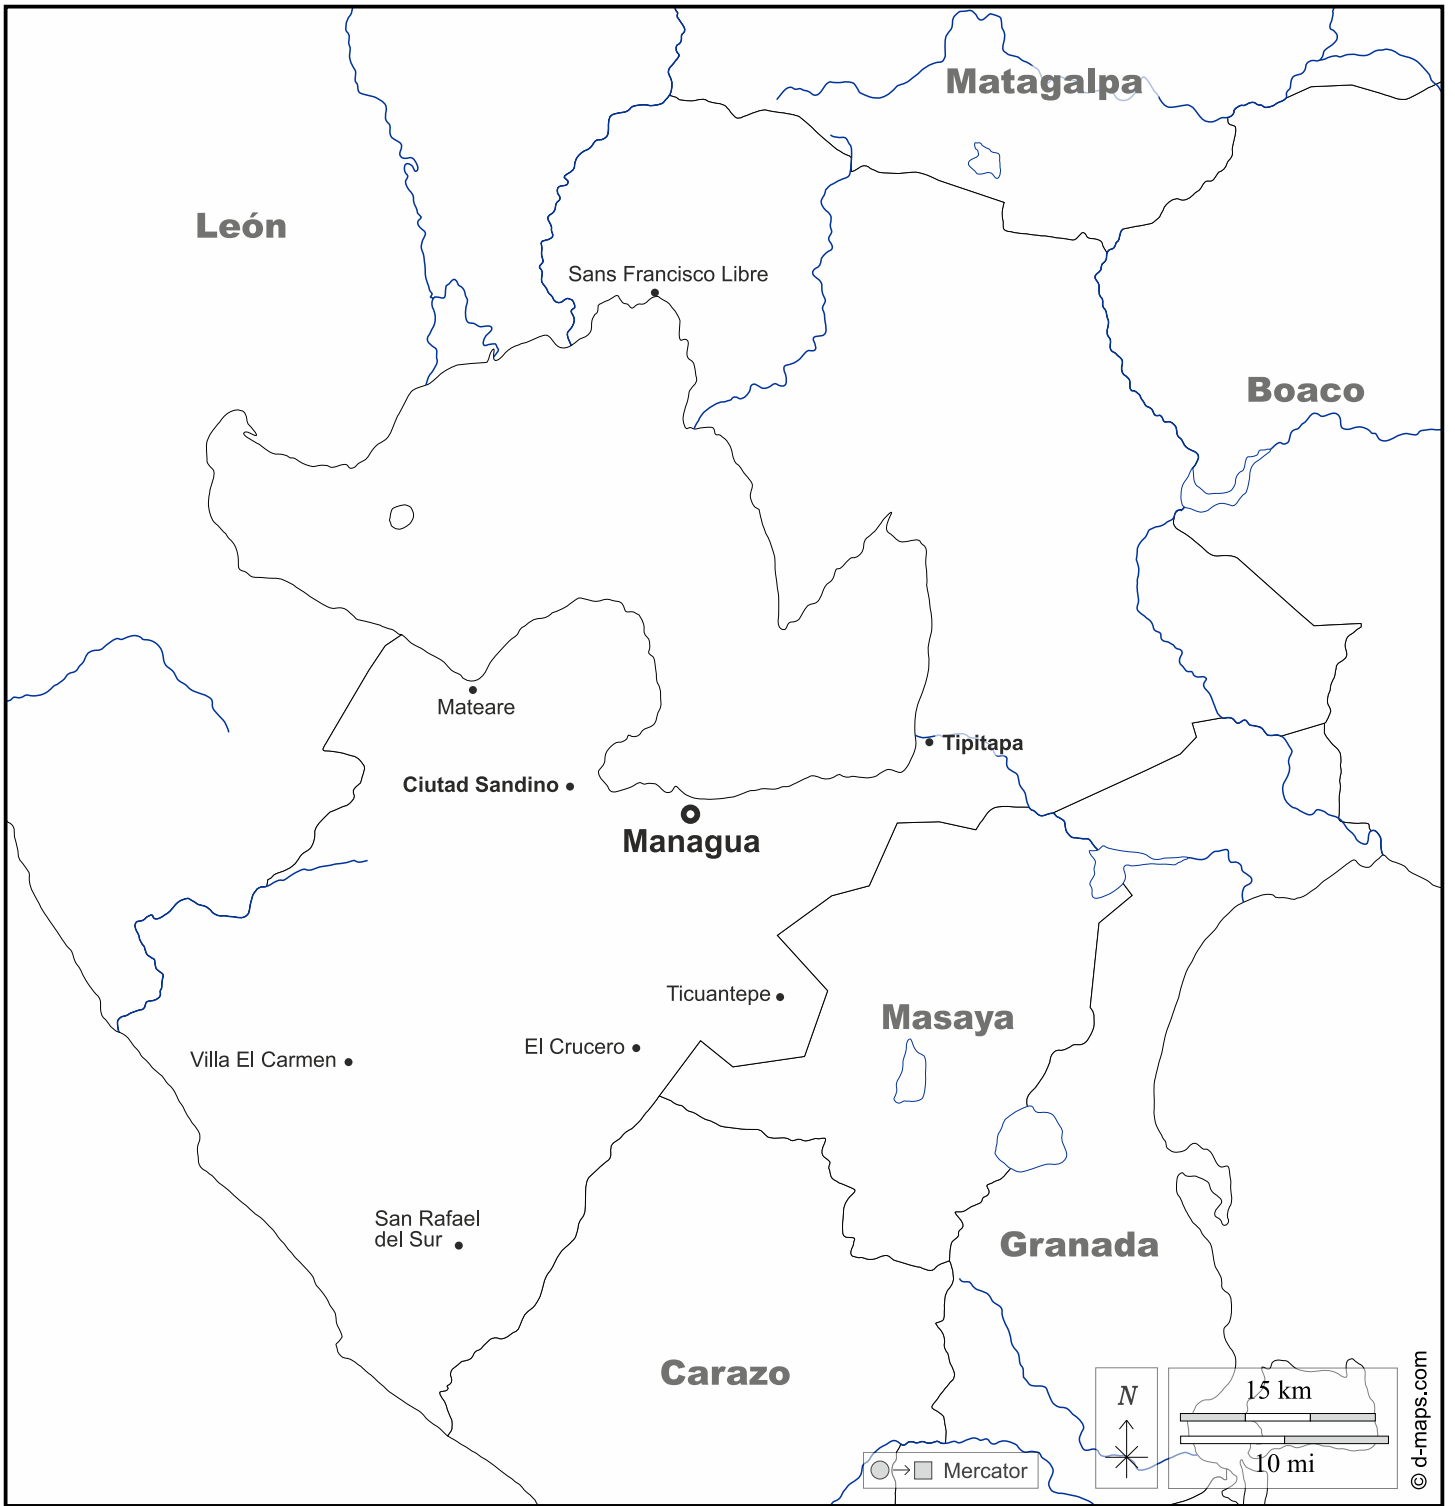 Matagalpa
León
Sans Francisco Libre
Boaco
Mateare
Tipitapa
Ciutad Sandino
Managua
Ticuantepe
Masaya
El Crucero
Villa El Carmen
San Rafael
del Sur
Granada
Carazo
N
15 km
10 mi
Mercator
© d-maps.com